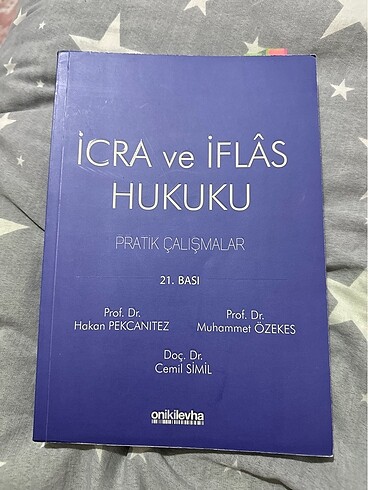 İCRA ve İFLÂS
HUKUKU
PRATİK ÇALIŞMALAR
21. BASI
Prof. Dr.
Hakan PEKCANITEZ
Prof. Dr.
Muhammet ÖZEKES
Doç. Dr.
Cemil SİMİL
onikilevha